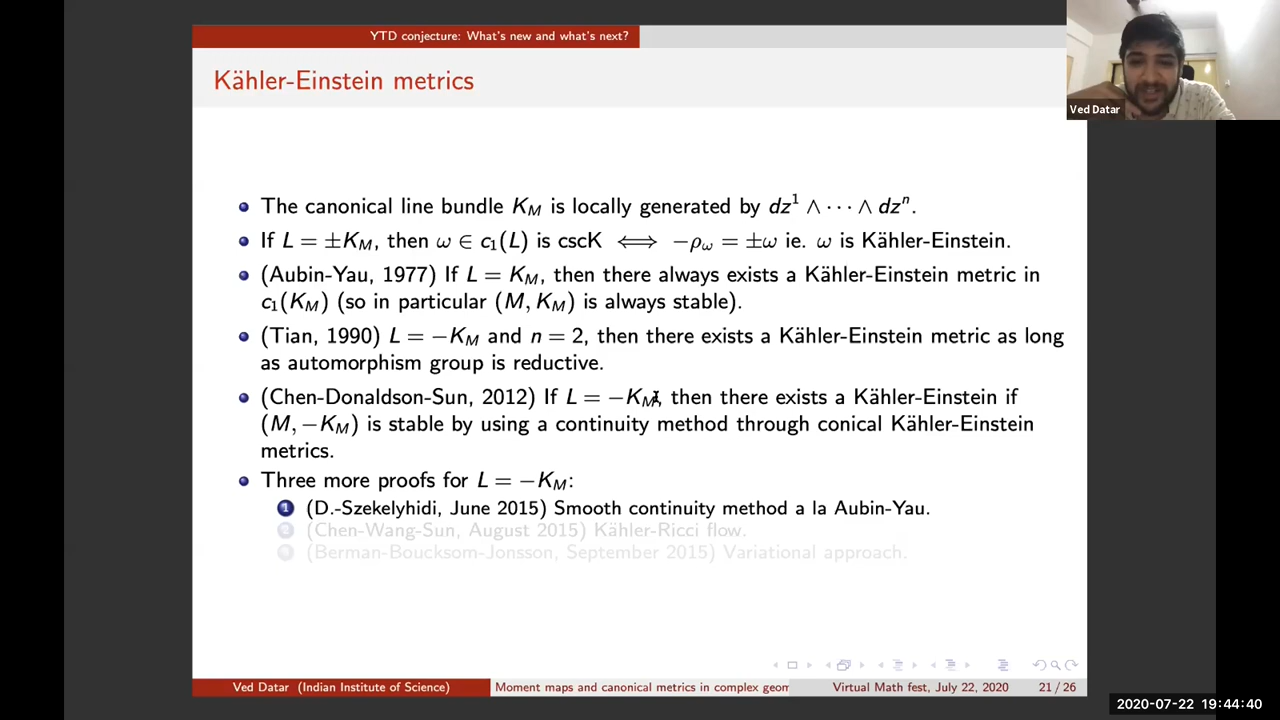 YTD conjecture: What's new and what's next?
Kähler-Einstein metrics
Ved Datar
The canonical line bundle K_M is locally generated by dz^1 ∧ ··· ∧ dz^n.
If L = ±K_M, then ω ∈ c_1(L) is cscK ⟺ −ρ_ω = ±ω ie. ω is Kähler-Einstein.
(Aubin-Yau, 1977) If L = K_M, then there always exists a Kähler-Einstein metric in
c_1(K_M) (so in particular (M, K_M) is always stable).
(Tian, 1990) L = −K_M and n = 2, then there exists a Kähler-Einstein metric as long
as automorphism group is reductive.
(Chen-Donaldson-Sun, 2012) If L = −K_M, then there exists a Kähler-Einstein if
(M, −K_M) is stable by using a continuity method through conical Kähler-Einstein
metrics.
Three more proofs for L = −K_M:
1 (D.-Szekelyhidi, June 2015) Smooth continuity method a la Aubin-Yau.
2 (Chen-Wang-Sun, August 2015) Kähler-Ricci flow.
3 (Berman-Boucksom-Jonsson, September 2015) Variational approach.
Ved Datar (Indian Institute of Science) Moment maps and canonical metrics in complex geom Virtual Math fest, July 22, 2020 21 / 26
2020-07-22 19:44:40